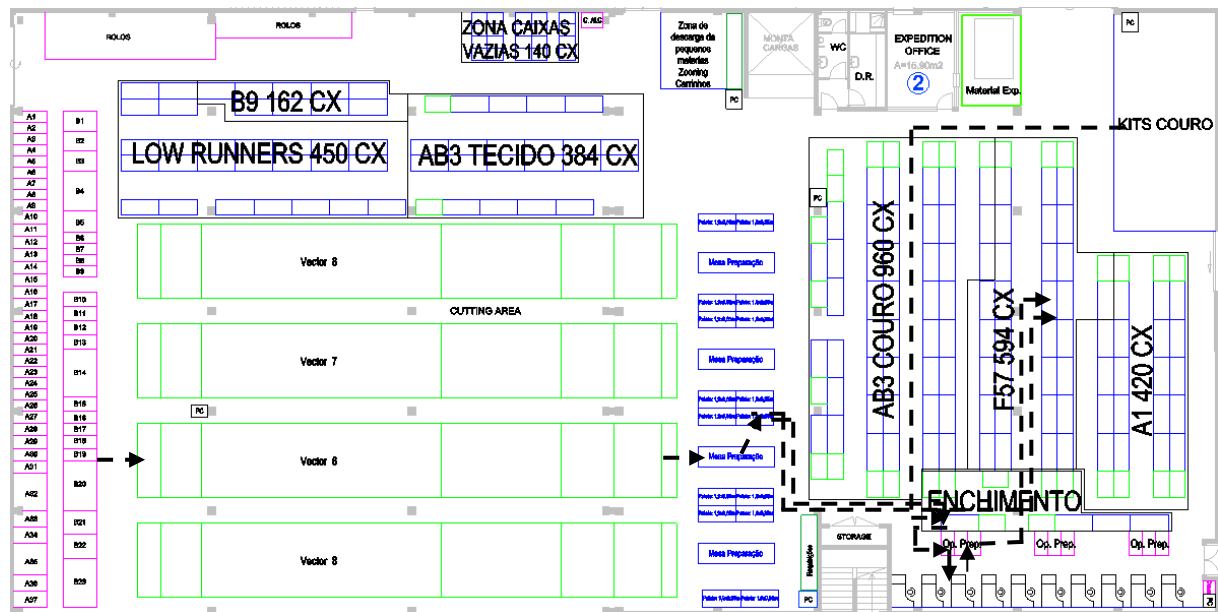 ROLOS
ROLOS
ZONA CAIXAS
VAZIAS 140 CX
Zona de
descarga de
pequenos
materias
Zooning
Carrinhos
PC
MONTA
CARGAS
WC
D.R.
EXPEDITION
OFFICE
A=15.90m2
2
Material Exp.
PC
KITS COURO
B9 162 CX
LOW RUNNERS 450 CX
AB3 TECIDO 384 CX
A1
A2
A3
A4
A5
A6
A7
A8
A9
A10
A11
A12
A13
A14
A15
A16
A17
A18
A19
A20
A21
A22
A23
A24
A25
A26
A27
A28
A29
A30
A31
A32
A33
A34
A35
A36
A37
B1
B2
B3
B4
B5
B6
B7
B8
B9
B10
B11
B12
B13
B14
B15
B16
B17
B18
B19
B20
B21
B22
B23
Vector 8
CUTTING AREA
Vector 7
PC
Vector 6
Vector 8
Mesa Preparação
Mesa Preparação
Mesa Preparação
Mesa Preparação
PC
AB3 COURO 960 CX
F57 594 CX
A1 420 CX
ENCHIMENTO
Op. Prep.
Op. Prep.
Op. Prep.
STORAGE
PC
PC